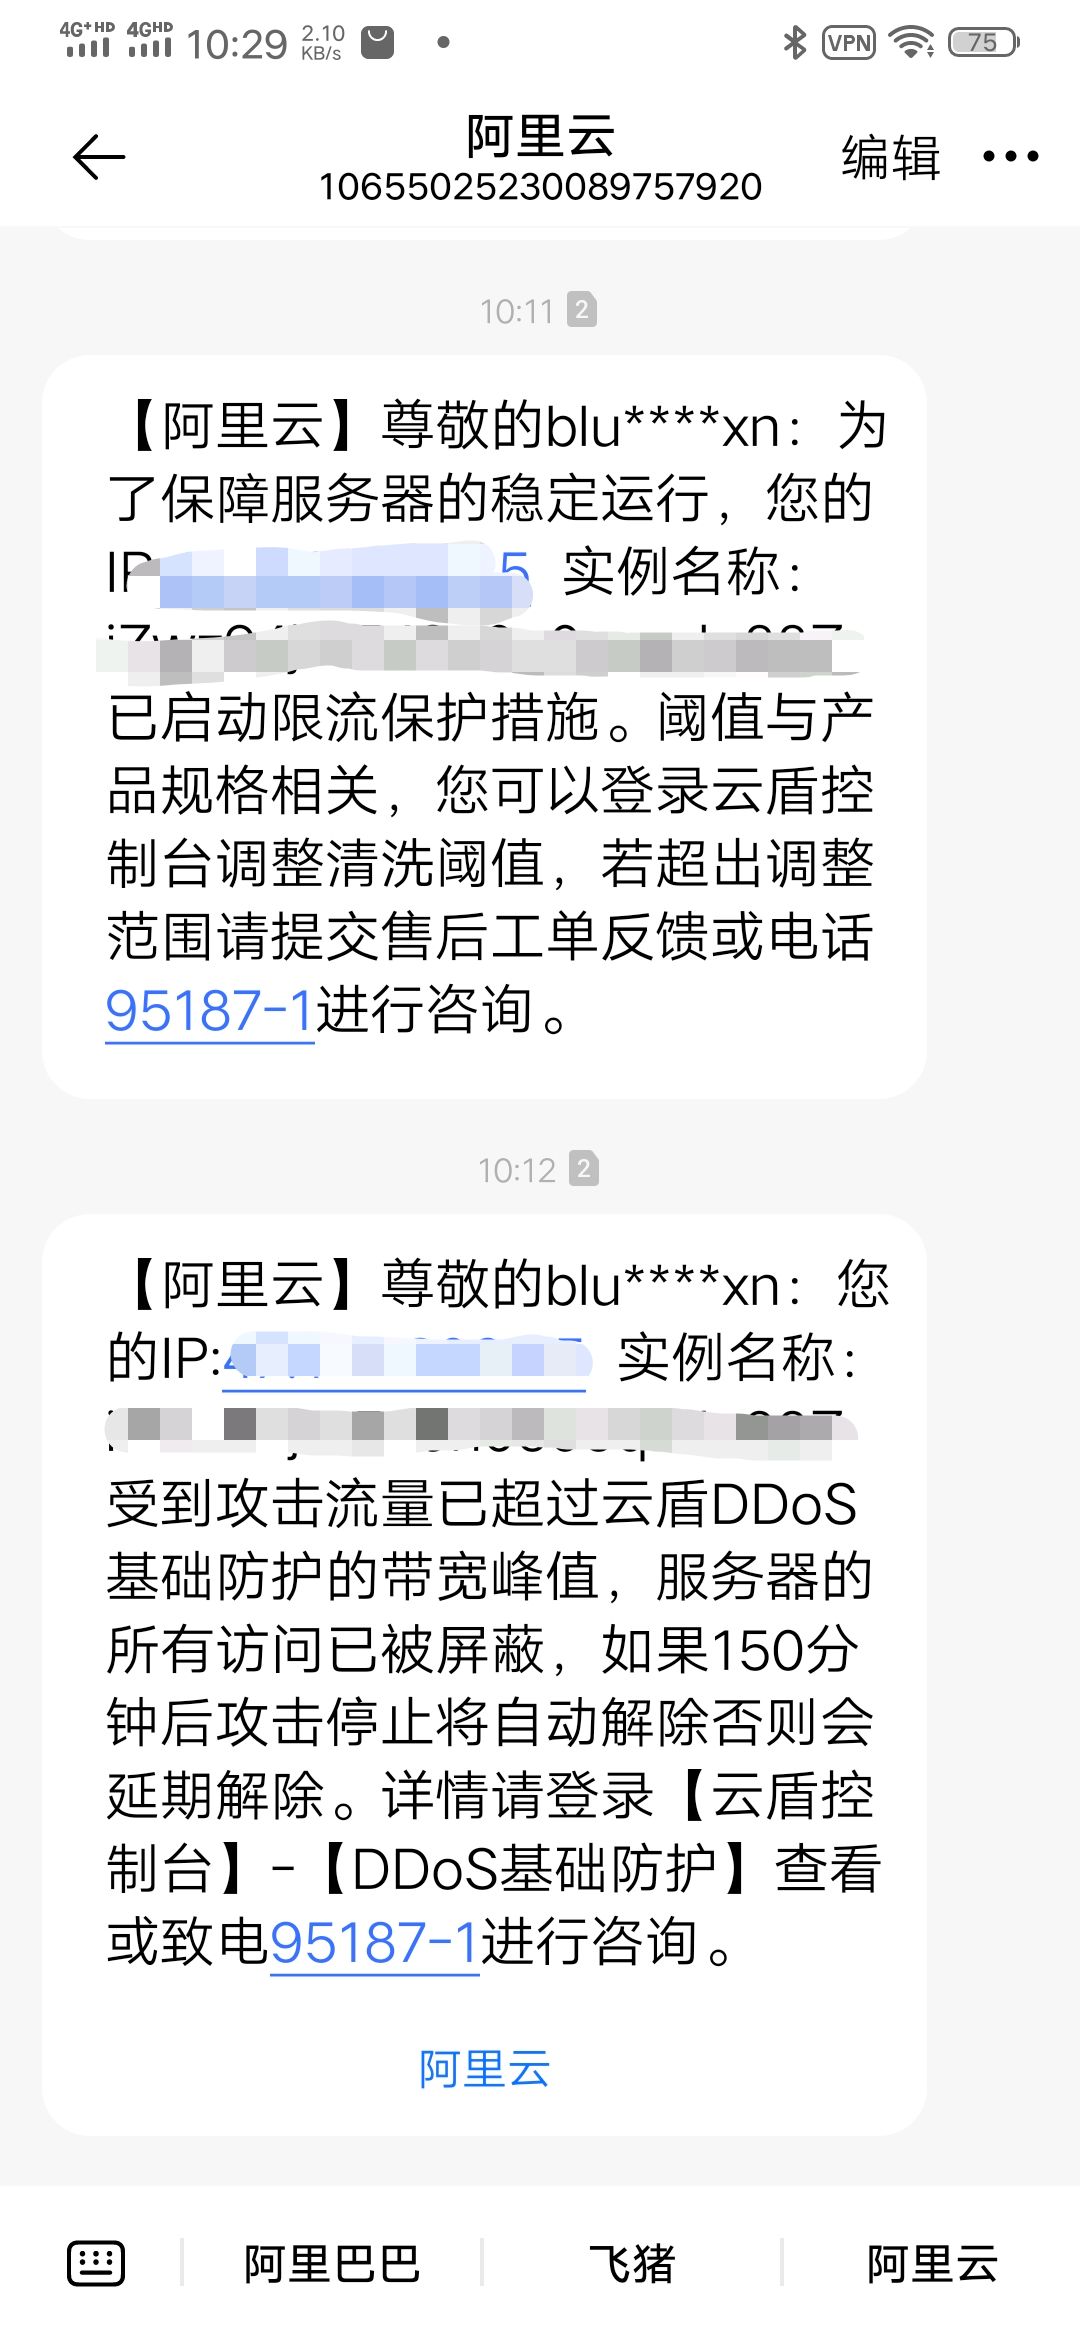 4G+HD 4GHD 10:29 2.10 KB/s VPN 75
阿里云
编辑
10655025230089757920
10:11 2
【阿里云】尊敬的blu****xn：为
了保障服务器的稳定运行，您的
IP 5 实例名称：
已启动限流保护措施。阈值与产
品规格相关，您可以登录云盾控
制台调整清洗阈值，若超出调整
范围请提交售后工单反馈或电话
95187-1进行咨询。
10:12 2
【阿里云】尊敬的blu****xn：您
的IP: 实例名称：
受到攻击流量已超过云盾DDoS
基础防护的带宽峰值，服务器的
所有访问已被屏蔽，如果150分
钟后攻击停止将自动解除否则会
延期解除。详情请登录【云盾控
制台】-【DDoS基础防护】查看
或致电95187-1进行咨询。
阿里云
阿里巴巴 飞猪 阿里云